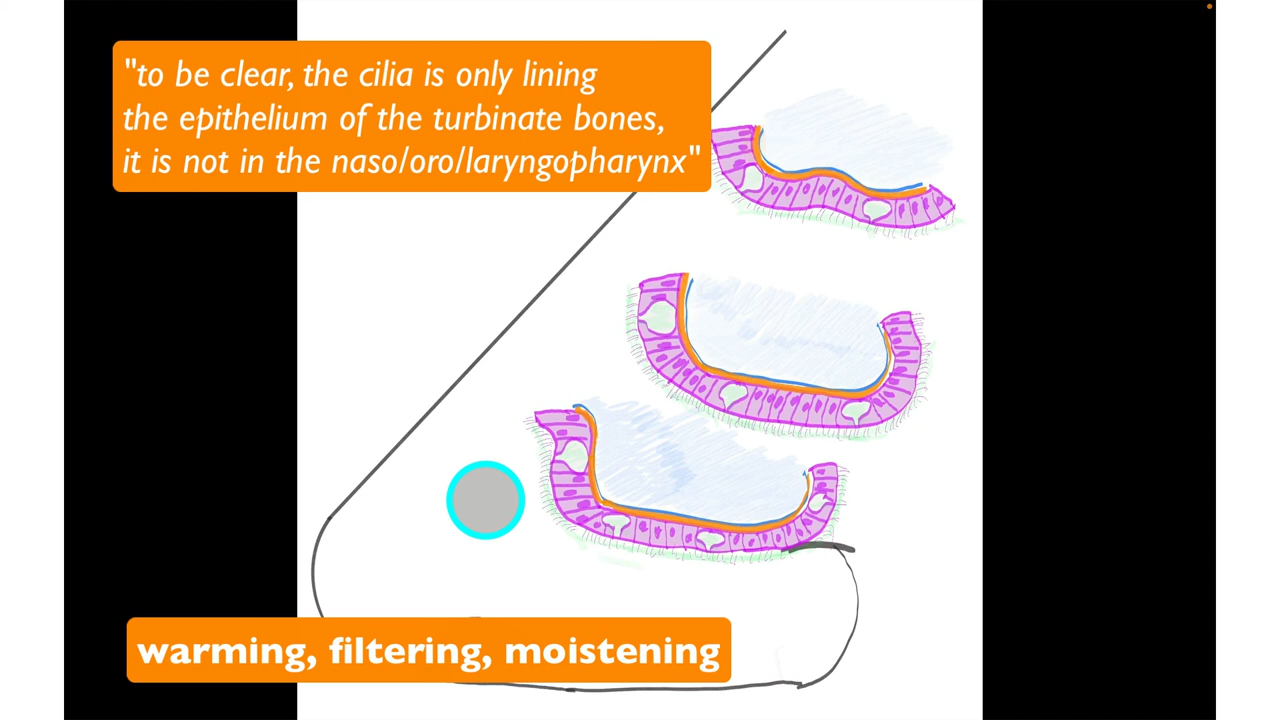 "to be clear, the cilia is only lining
the epithelium of the turbinate bones,
it is not in the naso/oro/laryngopharynx"
warming, filtering, moistening